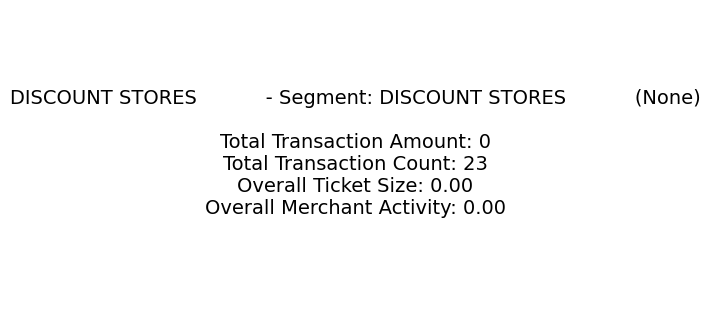 DISCOUNT STORES - Segment: DISCOUNT STORES (None)
Total Transaction Amount: 0
Total Transaction Count: 23
Overall Ticket Size: 0.00
Overall Merchant Activity: 0.00